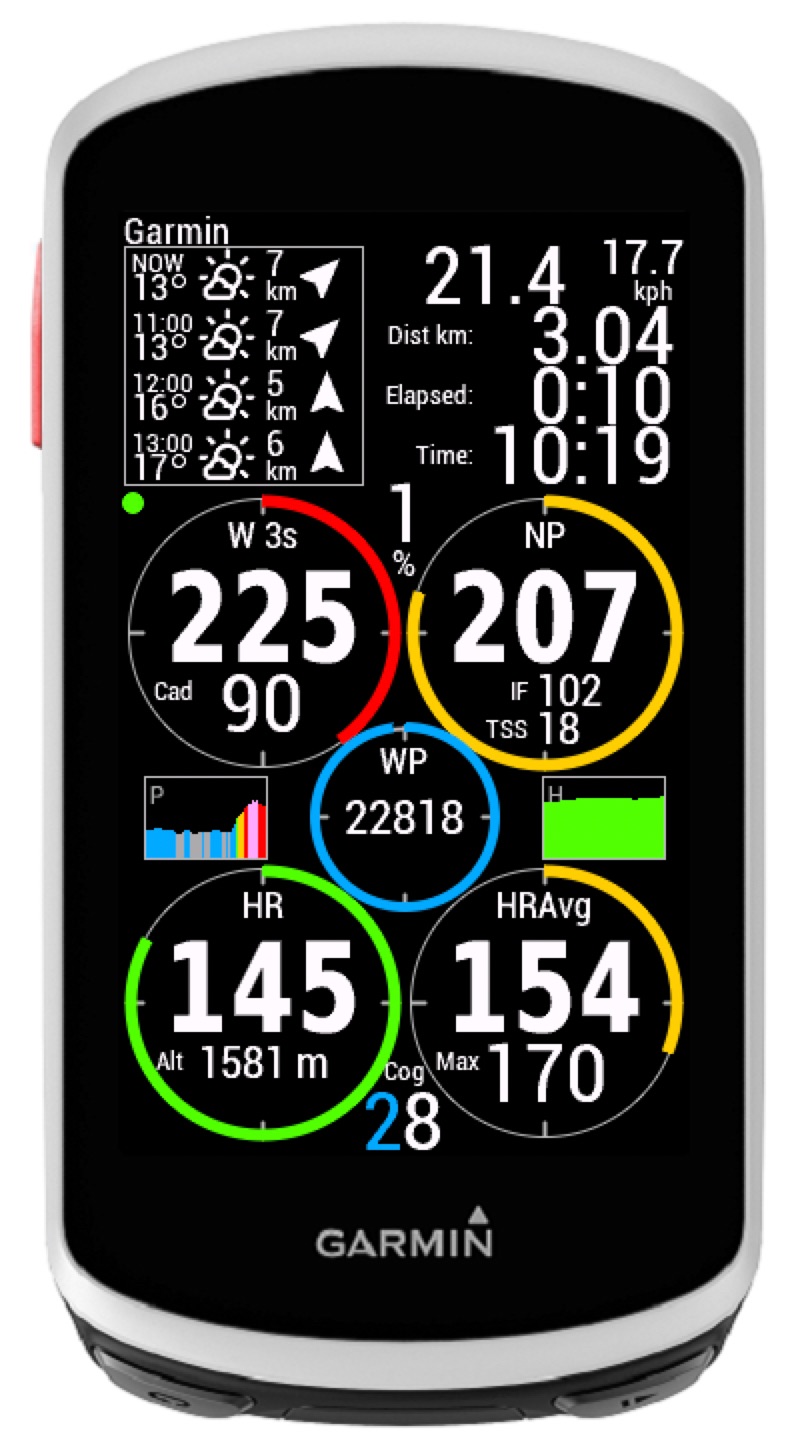 Garmin
NOW 7
13° km
11:00 7
13° km
12:00 5
16° km
13:00 6
17° km
21.4 17.7 kph
Dist km: 3.04
Elapsed: 0:10
Time: 10:19
1
%
W 3s
225
Cad 90
NP
207
IF 102
TSS 18
WP
22818
P
H
HR
145
Alt 1581 m
HRAvg
154
Max 170
Cog
28
GARMIN